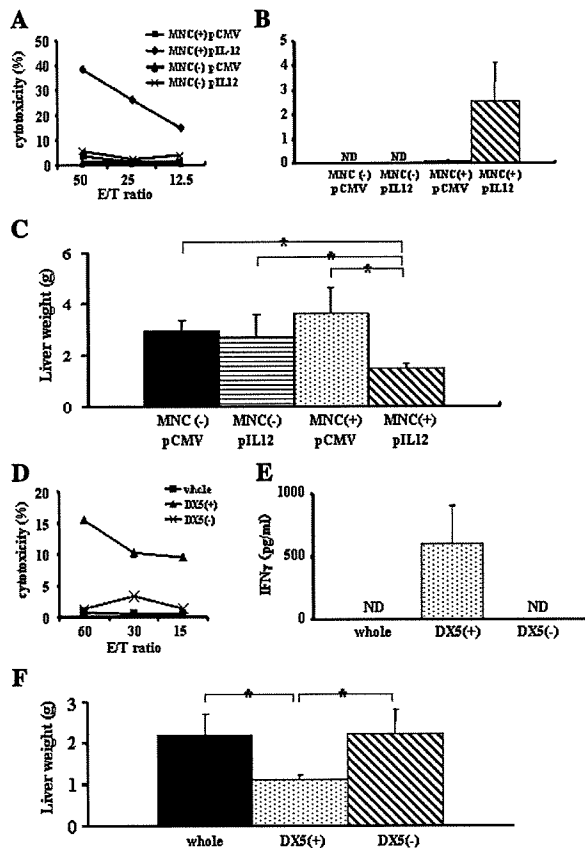 A
cytotoxicity (%)
50
40
30
20
10
0
50 25 12.5
E/T ratio
MNC(+)pCMV
MNC(+)pIL-12
MNC(-) pCMV
MNC(-) pIL12
B
5
4
3
2
1
0
ND ND
MNC (-) MNC(-) MNC(+) MNC(+)
pCMV pIL12 pCMV pIL12
C
Liver weight (g)
6
4
2
0
* * *
MNC (-) MNC(-) MNC(+) MNC(+)
pCMV pIL12 pCMV pIL12
D
cytotoxicity (%)
20
15
10
5
0
60 30 15
E/T ratio
whole
DX5(+)
DX5(-)
E
IFNγ (pg/ml)
1000
500
0
ND ND
whole DX5(+) DX5(-)
F
Liver weight (g)
3
2
1
0
* *
whole DX5(+) DX5(-)